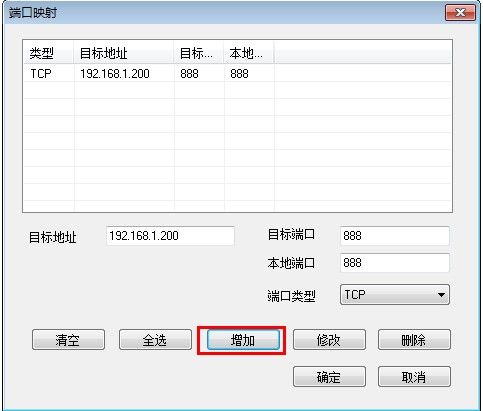 端口映射
类型 目标地址 目标... 本地...
TCP 192.168.1.200 888 888
目标地址 192.168.1.200 目标端口 888
本地端口 888
端口类型 TCP
清空 全选 增加 修改 删除
确定 取消